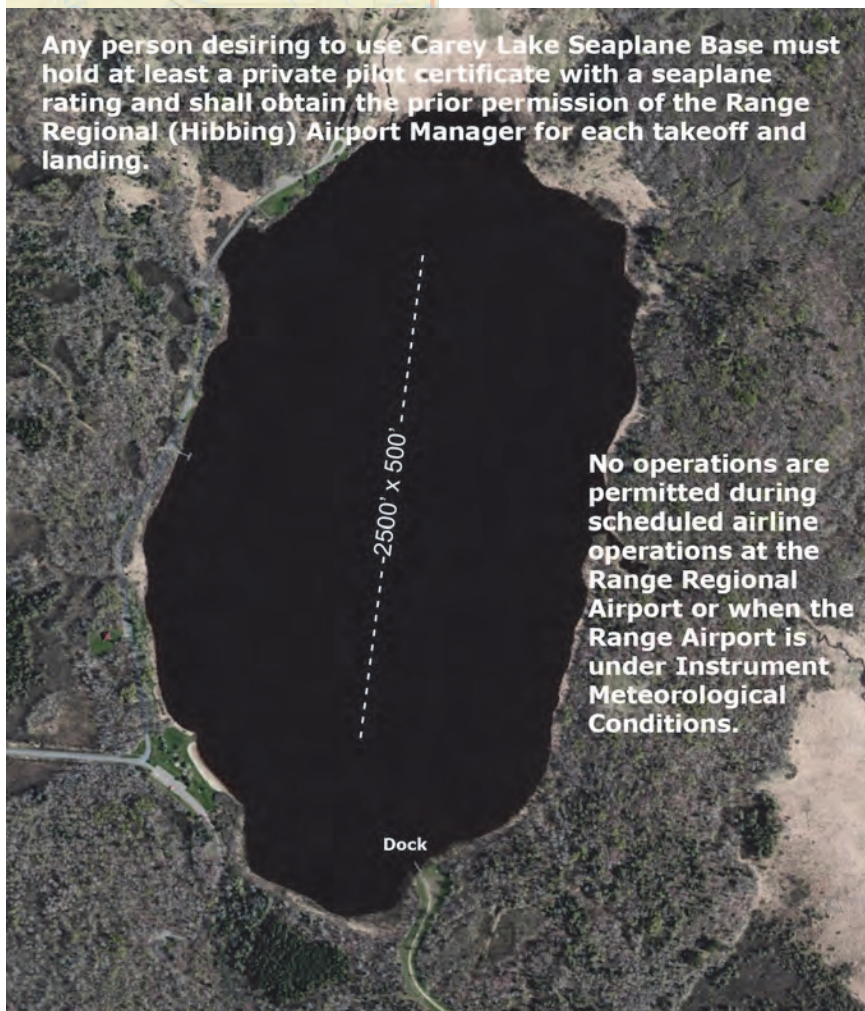 Any person desiring to use Carey Lake Seaplane Base must
hold at least a private pilot certificate with a seaplane
rating and shall obtain the prior permission of the Range
Regional (Hibbing) Airport Manager for each takeoff and
landing.
2500' x 500'
No operations are
permitted during
scheduled airline
operations at the
Range Regional
Airport or when the
Range Airport is
under Instrument
Meteorological
Conditions.
Dock